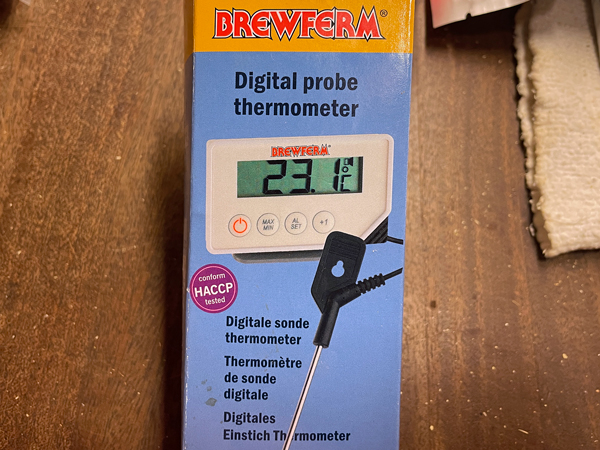 BREWFERM®
Digital probe
thermometer
BREWFERM
23.1°C
MAX
MIN
AL
SET
+1
conform
HACCP
tested
Digitale sonde
thermometer
Thermomètre
de sonde
digitale
Digitales
Einstich Thermometer